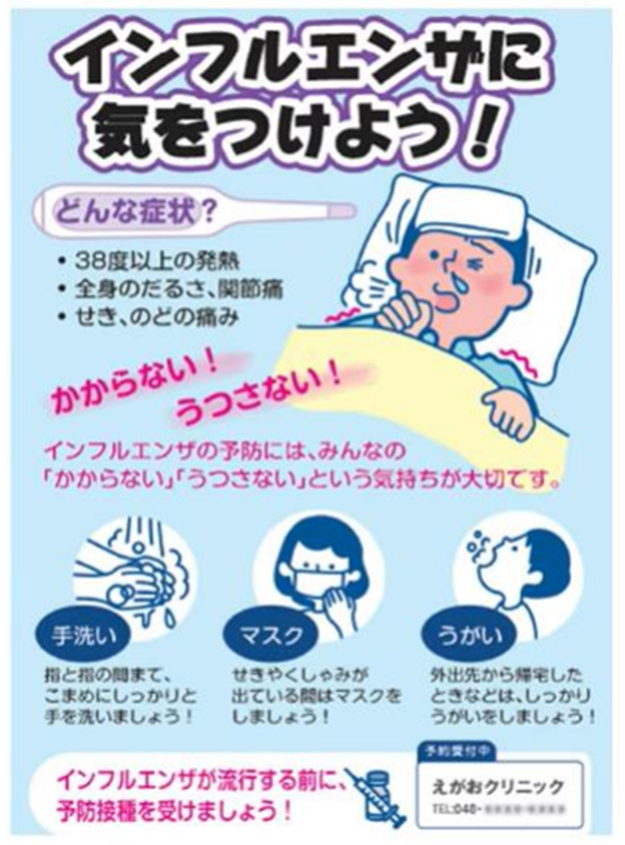 インフルエンザに
気をつけよう！
どんな症状？
• 38度以上の発熱
• 全身のだるさ、関節痛
• せき、のどの痛み
かからない！
うつさない！
インフルエンザの予防には、みんなの
「かからない」「うつさない」という気持ちが大切です。
手洗い
指と指の間まで、
こまめにしっかりと
手を洗いましょう！
マスク
せきやくしゃみが
出ている間はマスクを
しましょう！
うがい
外出先から帰宅した
ときなどは、しっかり
うがいをしましょう！
インフルエンザが流行する前に、
予防接種を受けましょう！
予約受付中
えがおクリニック
TEL:048-